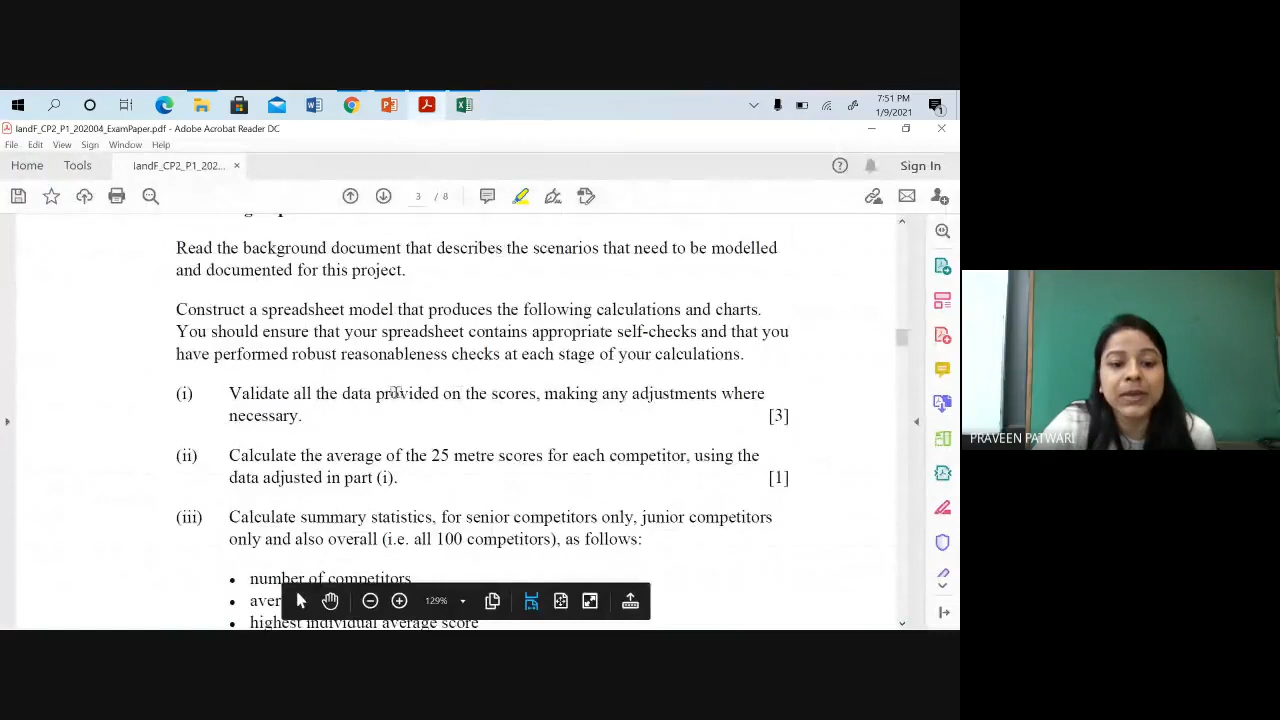 7:51 PM
1/9/2021
IandF_CP2_P1_202004_ExamPaper.pdf - Adobe Acrobat Reader DC
File Edit View Sign Window Help
Home Tools IandF_CP2_P1_202... × Sign In
3 / 8
Read the background document that describes the scenarios that need to be modelled
and documented for this project.
Construct a spreadsheet model that produces the following calculations and charts.
You should ensure that your spreadsheet contains appropriate self-checks and that you
have performed robust reasonableness checks at each stage of your calculations.
(i) Validate all the data provided on the scores, making any adjustments where
necessary. [3]
(ii) Calculate the average of the 25 metre scores for each competitor, using the
data adjusted in part (i). [1]
(iii) Calculate summary statistics, for senior competitors only, junior competitors
only and also overall (i.e. all 100 competitors), as follows:
• number of competitors
•
• highest individual average score
129%
PRAVEEN PATWARI